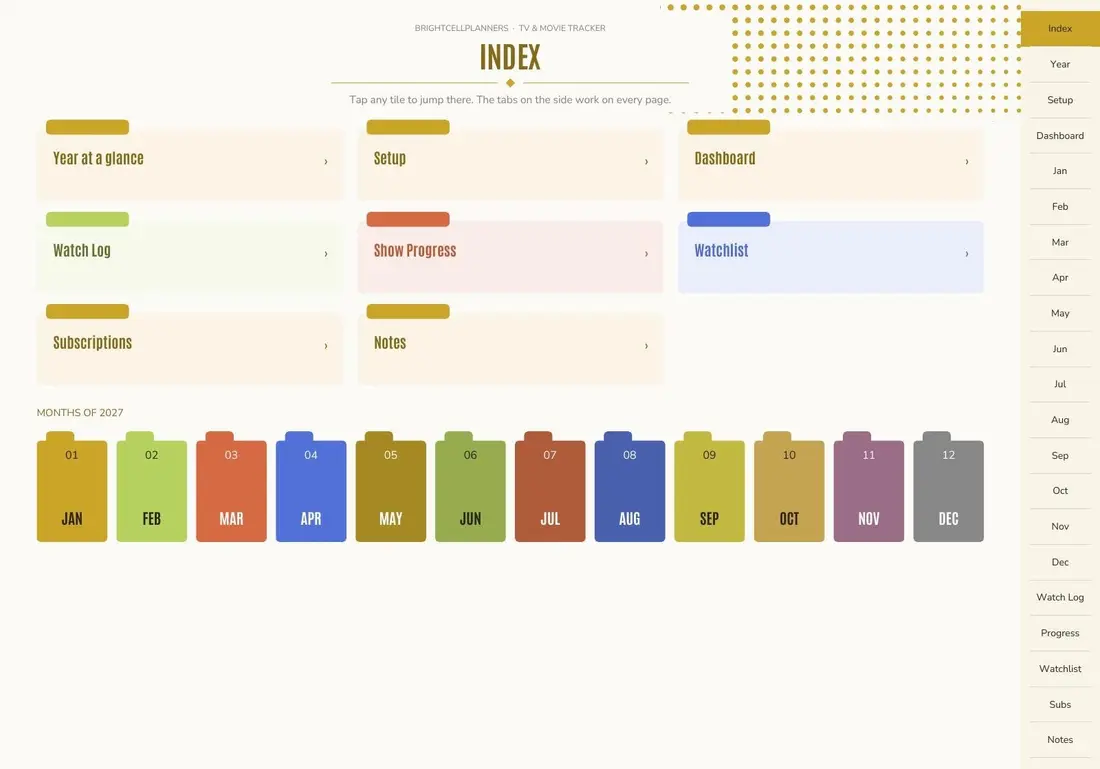 BRIGHTCELLPLANNERS · TV & MOVIE TRACKER
INDEX
Tap any tile to jump there. The tabs on the side work on every page.
Year at a glance ›
Setup ›
Dashboard ›
Watch Log ›
Show Progress ›
Watchlist ›
Subscriptions ›
Notes ›
MONTHS OF 2027
01 02 03 04 05 06 07 08 09 10 11 12
JAN FEB MAR APR MAY JUN JUL AUG SEP OCT NOV DEC
Index
Year
Setup
Dashboard
Jan
Feb
Mar
Apr
May
Jun
Jul
Aug
Sep
Oct
Nov
Dec
Watch Log
Progress
Watchlist
Subs
Notes